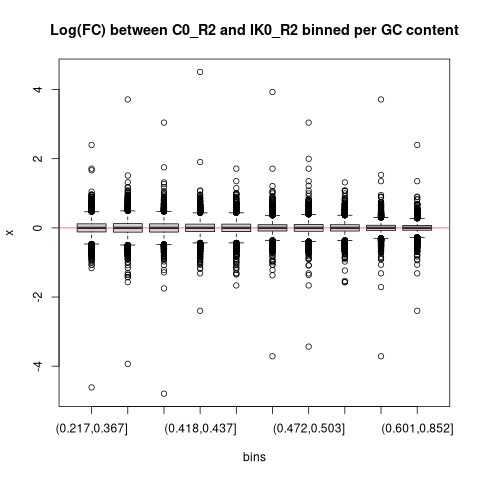 Log(FC) between C0_R2 and IK0_R2 binned per GC content
4
2
0
-2
-4
x
(0.217,0.367] (0.418,0.437] (0.472,0.503] (0.601,0.852]
bins